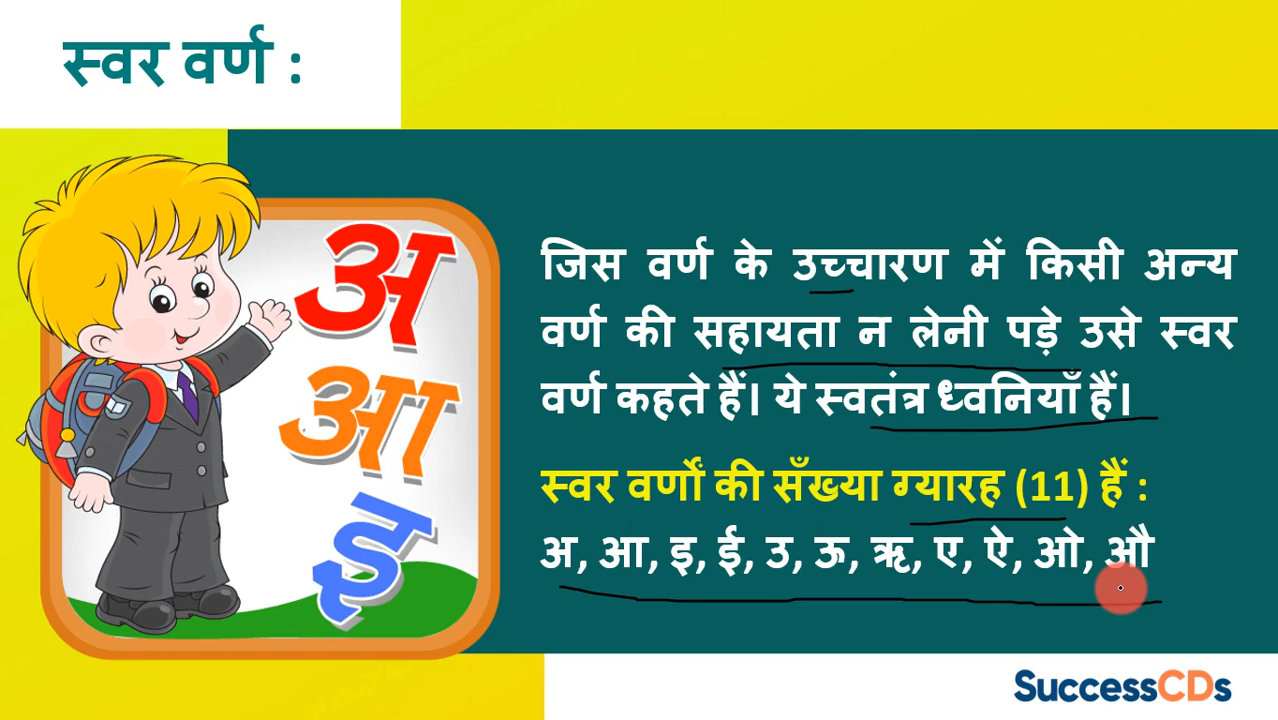 स्वर वर्ण :
अ
आ
इ
जिस वर्ण के उच्चारण में किसी अन्य
वर्ण की सहायता न लेनी पड़े उसे स्वर
वर्ण कहते हैं। ये स्वतंत्र ध्वनियाँ हैं।
स्वर वर्णों की सँख्या ग्यारह (11) हैं :
अ, आ, इ, ई, उ, ऊ, ऋ, ए, ऐ, ओ, औ
SuccessCDs